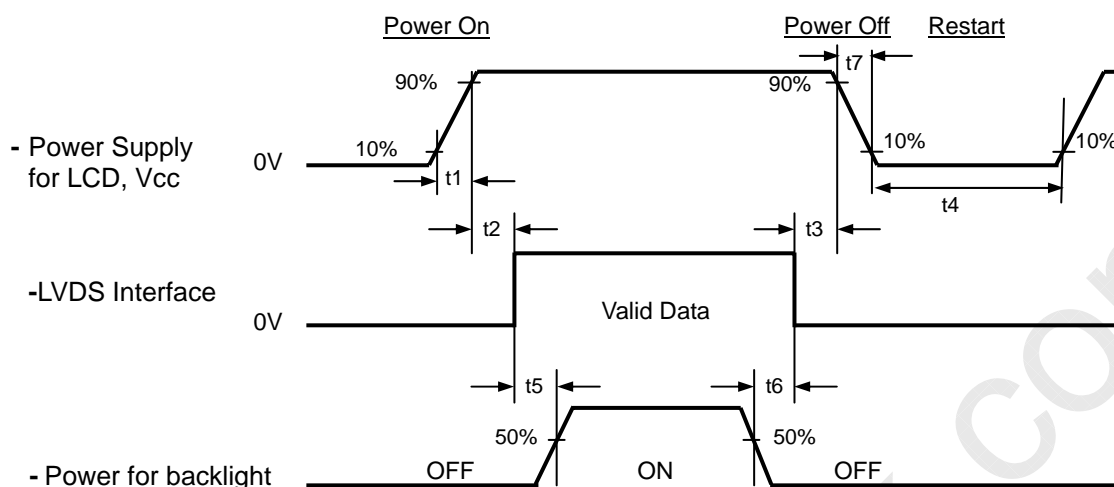 Power On
Power Off
Restart
t7
90%
90%
- Power Supply
for LCD, Vcc
0V
10%
10%
10%
t1
t4
t2
t3
-LVDS Interface
0V
Valid Data
t5
t6
50%
50%
- Power for backlight
OFF
ON
OFF